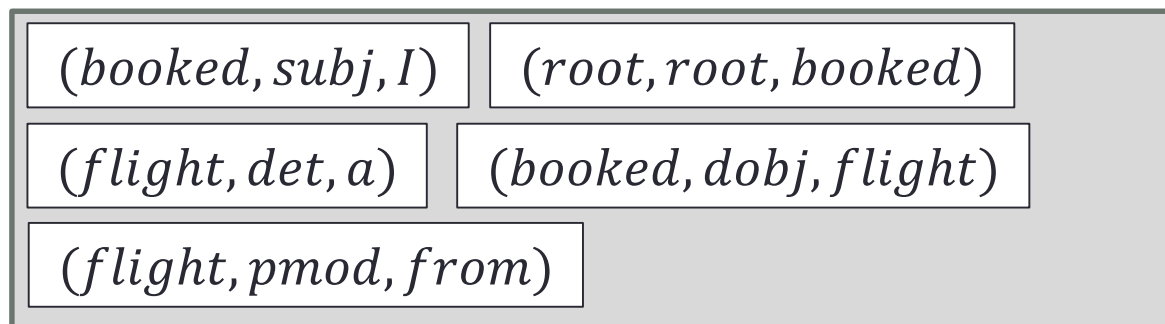 (booked, subj, I) (root, root, booked)
(flight, det, a) (booked, dobj, flight)
(flight, pmod, from)